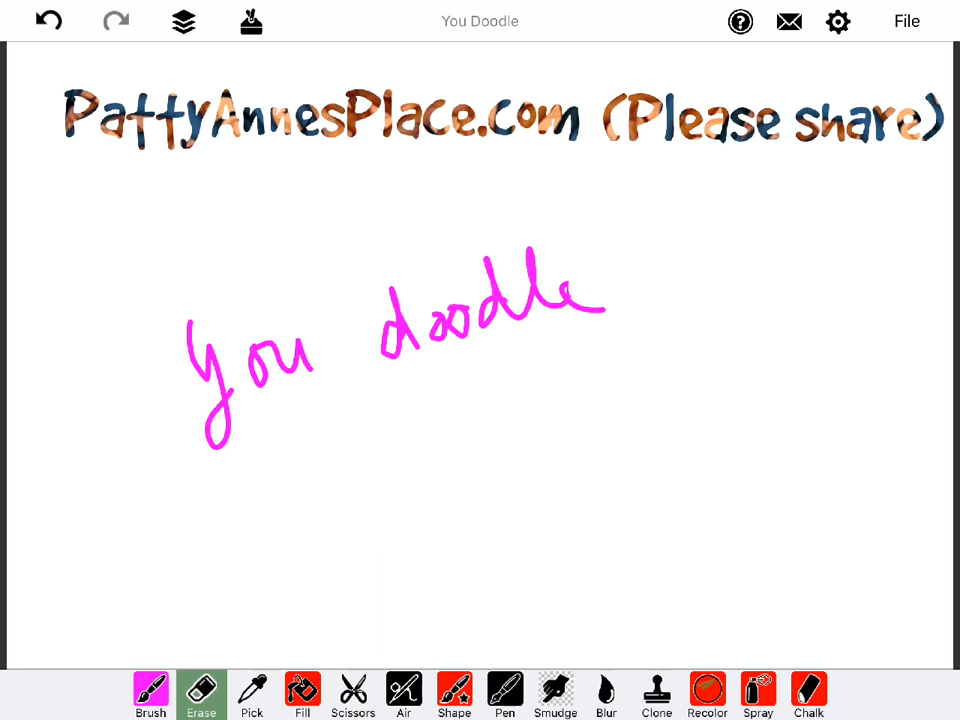 You Doodle
File
PattyAnnesPlace.com (Please share)
You doodle
Brush Erase Pick Fill Scissors Air Shape Pen Smudge Blur Clone Recolor Spray Chalk